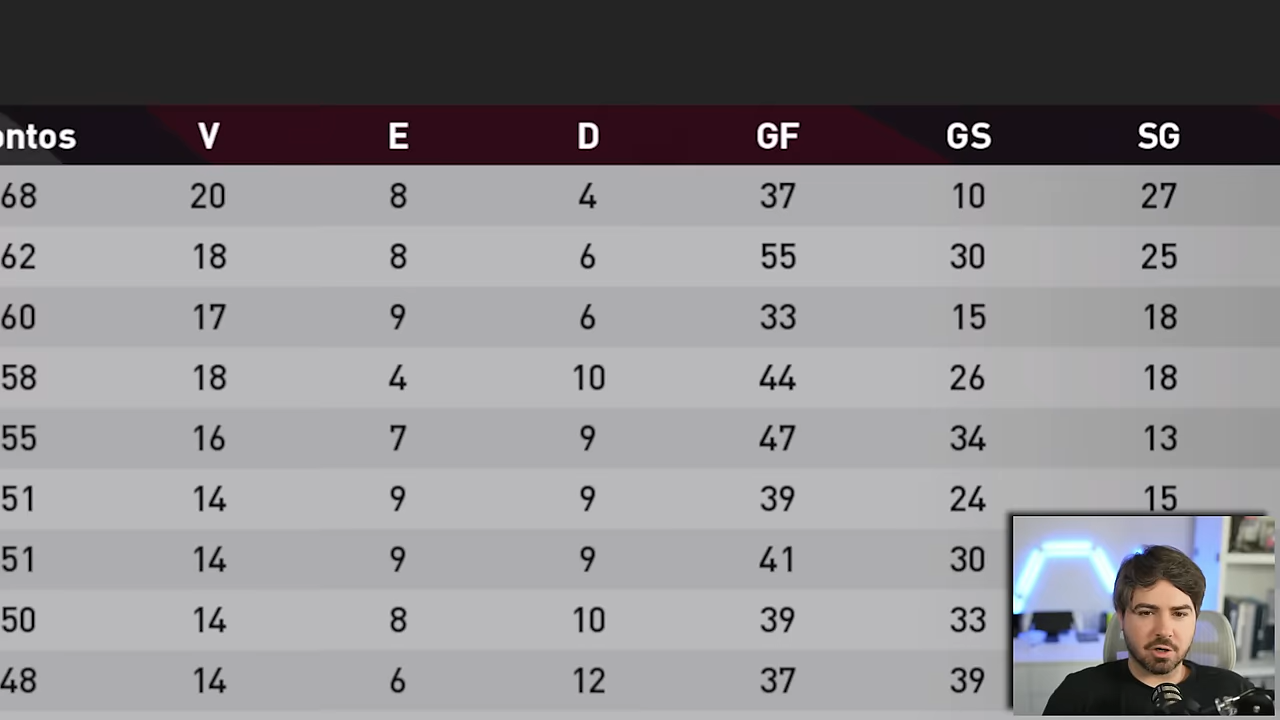 ontos V E D GF GS SG
68 20 8 4 37 10 27
62 18 8 6 55 30 25
60 17 9 6 33 15 18
58 18 4 10 44 26 18
55 16 7 9 47 34 13
51 14 9 9 39 24 15
51 14 9 9 41 30
50 14 8 10 39 33
48 14 6 12 37 39